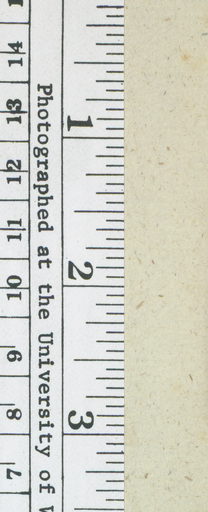 1 2 3
Photographed at the University of
14 13 12 11 10 9 8 7